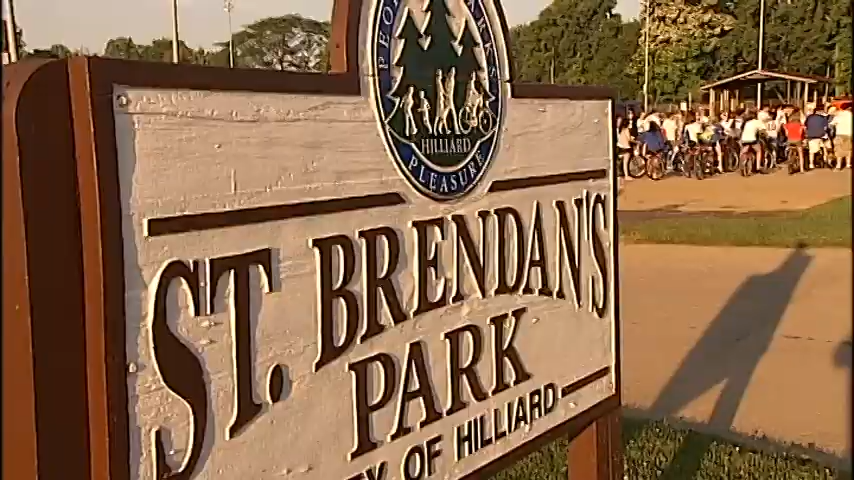 HILLIARD
PLEASURE
ST. BRENDAN'S
PARK
OF HILLIARD